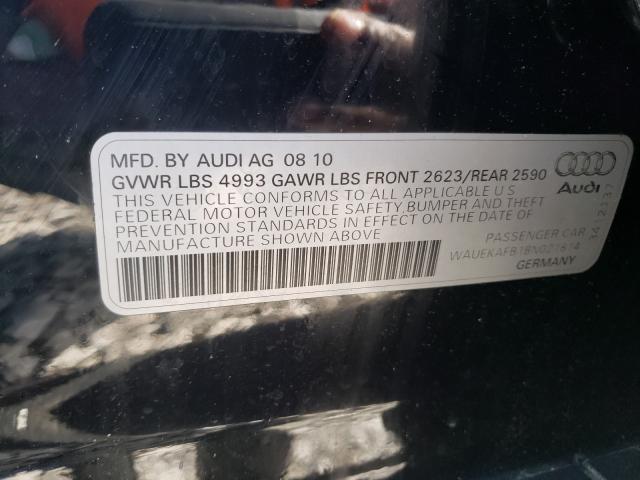 MFD. BY AUDI AG 08 10
GVWR LBS 4993 GAWR LBS FRONT 2623/REAR 2590
THIS VEHICLE CONFORMS TO ALL APPLICABLE U S
FEDERAL MOTOR VEHICLE SAFETY, BUMPER AND THEFT
PREVENTION STANDARDS IN EFFECT ON THE DATE OF
MANUFACTURE SHOWN ABOVE
PASSENGER CAR
WAUEKAFB1BN021814
GERMANY
Audi